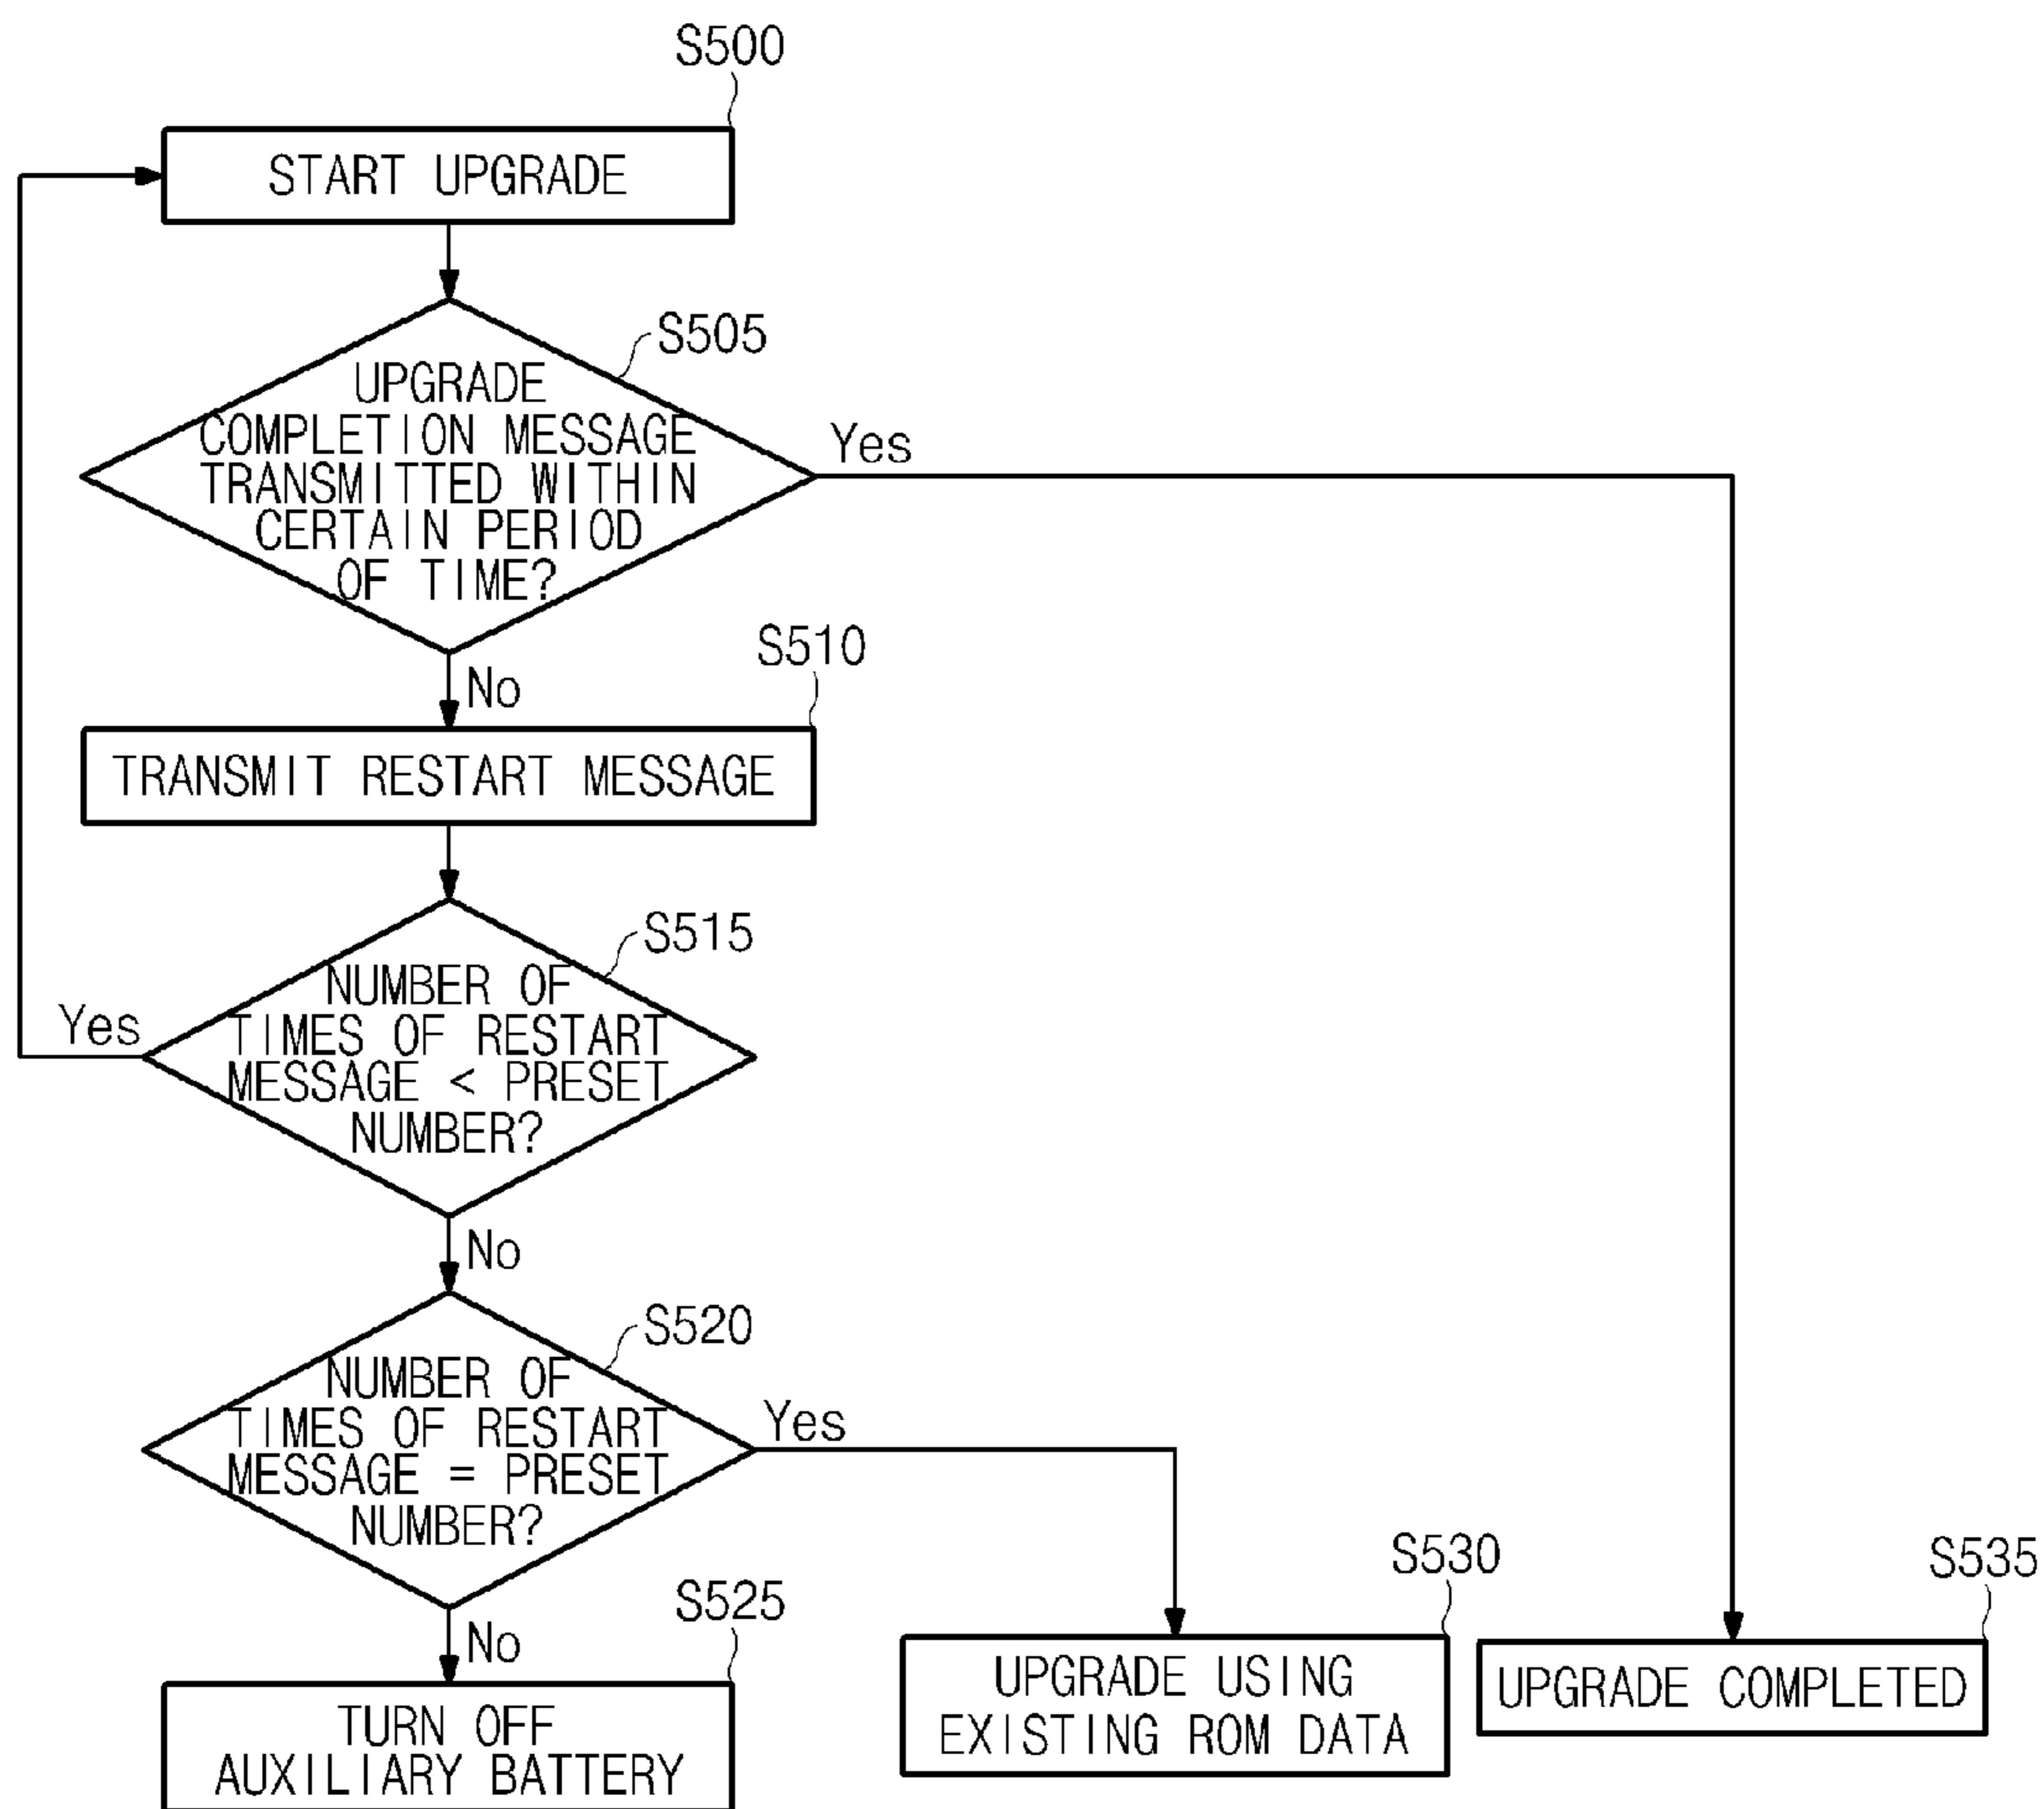 S500
START UPGRADE
S505
UPGRADE
COMPLETION MESSAGE
TRANSMITTED WITHIN
CERTAIN PERIOD
OF TIME?
Yes
No
S510
TRANSMIT RESTART MESSAGE
S515
NUMBER OF
TIMES OF RESTART
MESSAGE < PRESET
NUMBER?
Yes
No
S520
NUMBER OF
TIMES OF RESTART
MESSAGE = PRESET
NUMBER?
Yes
No
S525
TURN OFF
AUXILIARY BATTERY
S530
UPGRADE USING
EXISTING ROM DATA
S535
UPGRADE COMPLETED